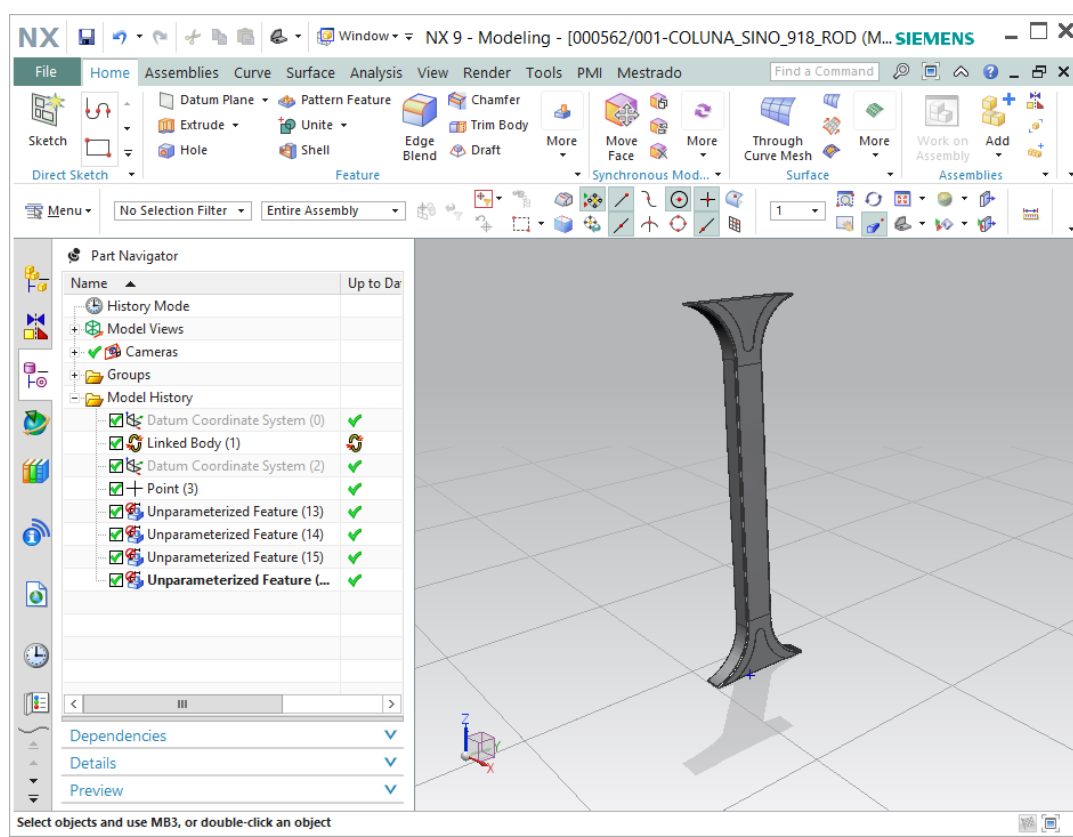 NX Window NX 9 - Modeling - [000562/001-COLUNA_SINO_918_ROD (M... SIEMENS
File Home Assemblies Curve Surface Analysis View Render Tools PMI Mestrado Find a Command
Sketch
Direct Sketch
Datum Plane
Extrude
Hole
Pattern Feature
Unite
Shell
Edge
Blend
Chamfer
Trim Body
Draft
More
Feature
Move
Face
More
Synchronous Mod...
Through
Curve Mesh
More
Surface
Work on
Assembly
Add
Assemblies
Menu No Selection Filter Entire Assembly 1
Part Navigator
Name Up to Da
History Mode
Model Views
Cameras
Groups
Model History
Datum Coordinate System (0)
Linked Body (1)
Datum Coordinate System (2)
Point (3)
Unparameterized Feature (13)
Unparameterized Feature (14)
Unparameterized Feature (15)
Unparameterized Feature (...
Dependencies
Details
Preview
Z
Y
X
Select objects and use MB3, or double-click an object